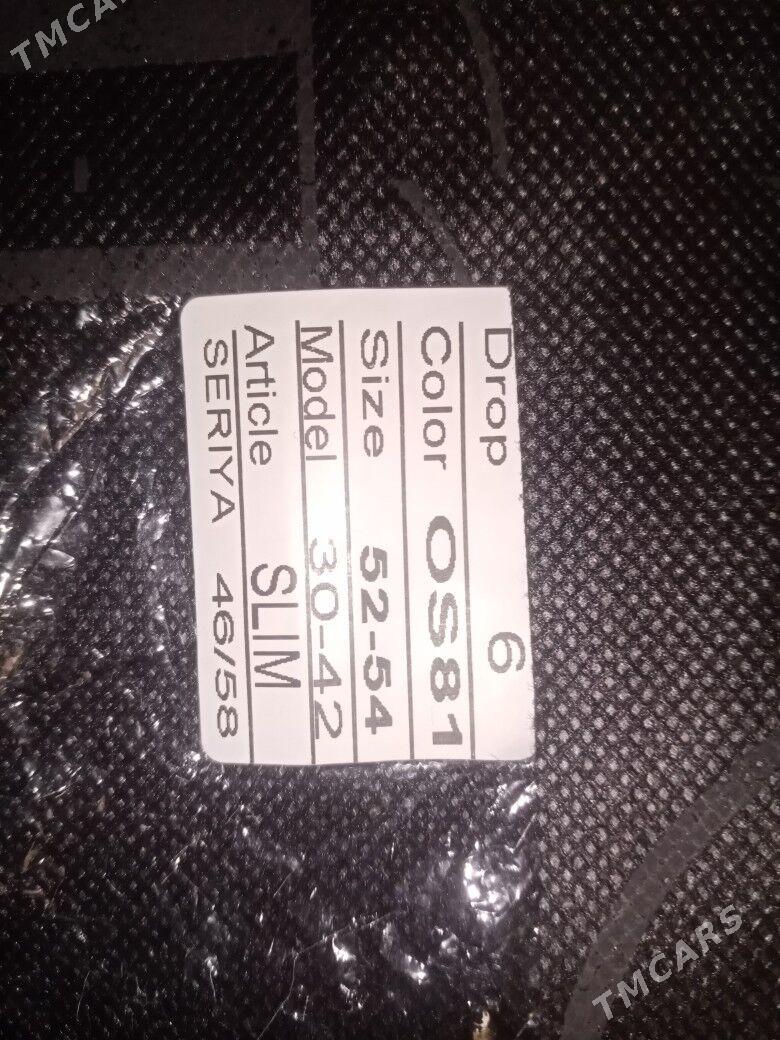 TMCARS
Drop 6
Color OS81
Size 52-54
Model 30-42
Article SLIM
SERIYA 46/58
TMCARS